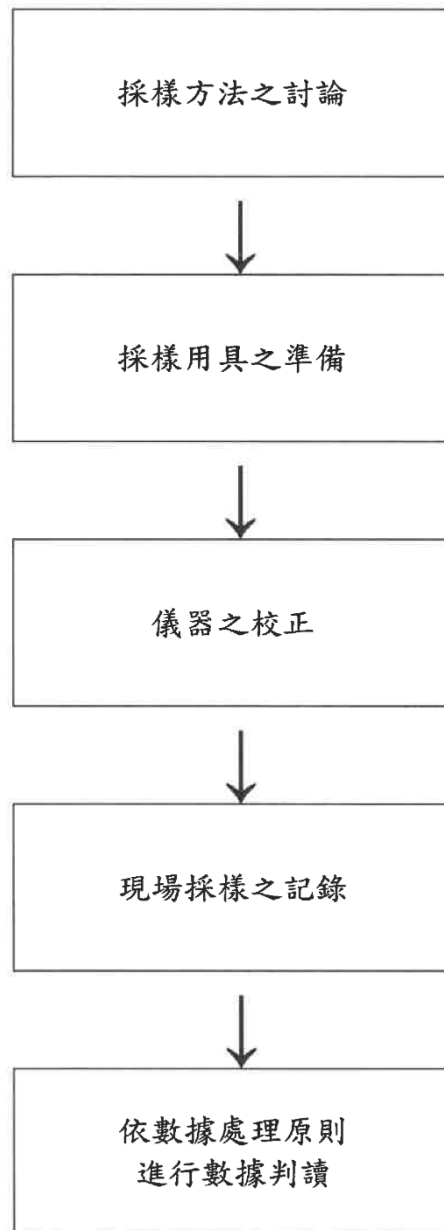 採樣方法之討論
採樣用具之準備
儀器之校正
現場採樣之記錄
依數據處理原則
進行數據判讀